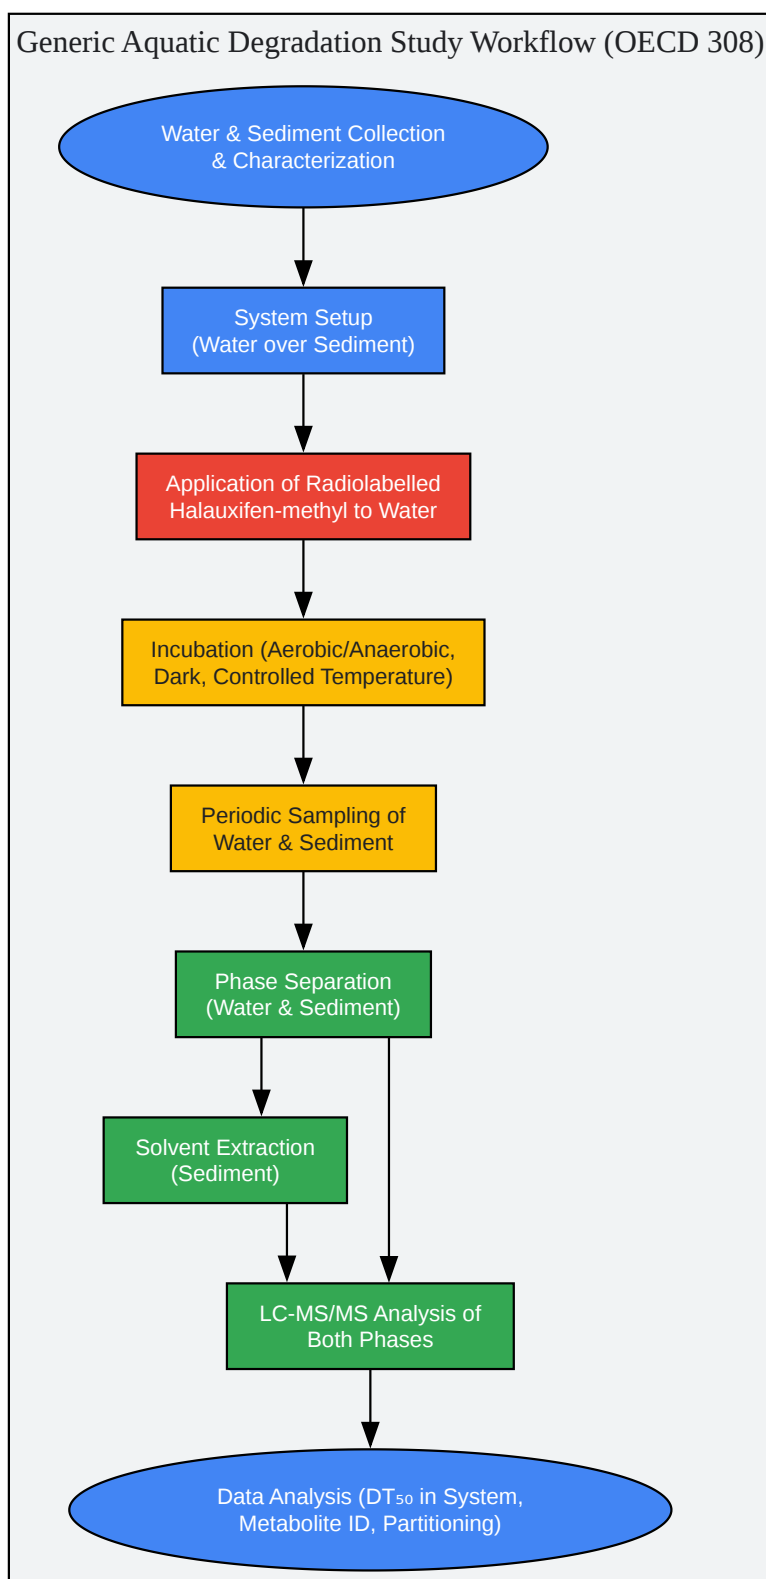 Generic Aquatic Degradation Study Workflow (OECD 308)
Water & Sediment Collection
& Characterization
System Setup
(Water over Sediment)
Application of Radiolabelled
Halauxifen-methyl to Water
Incubation (Aerobic/Anaerobic,
Dark, Controlled Temperature)
Periodic Sampling of
Water & Sediment
Phase Separation
(Water & Sediment)
Solvent Extraction
(Sediment)
LC-MS/MS Analysis of
Both Phases
Data Analysis (DT₅₀ in System,
Metabolite ID, Partitioning)